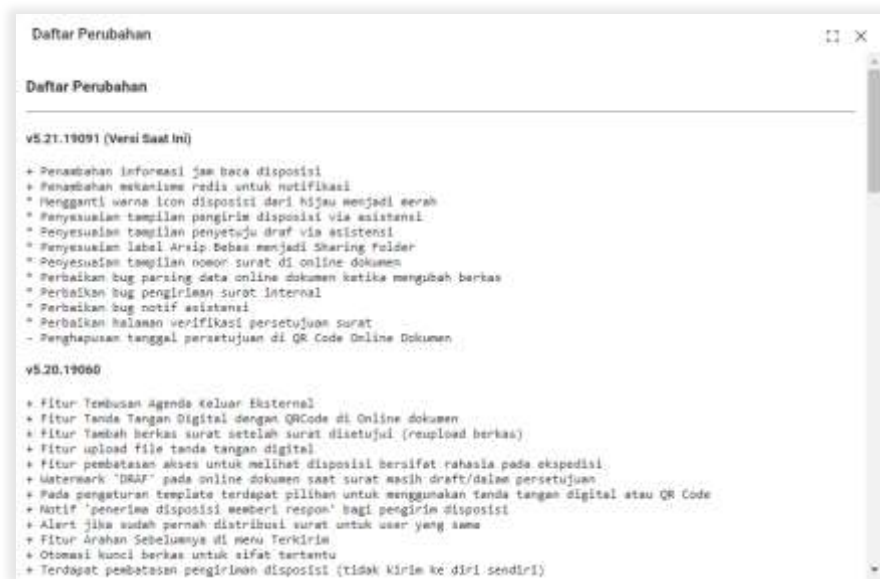 Daftar Perubahan
Daftar Perubahan
v5.21.19091 (Versi Saat Ini)
+ Penambahan informasi jam baca disposisi
+ Penambahan mekanisme redis untuk notifikasi
* Mengganti warna icon disposisi dari hijau menjadi merah
* Penyesuaian tampilan pengirim disposisi via asistensi
* Penyesuaian tampilan penyetuju draf via asistensi
* Penyesuaian label Arsip Bebas menjadi Sharing Folder
* Penyesuaian tampilan nomor surat di online dokumen
* Perbaikan bug parsing data online dokumen ketika mengubah berkas
* Perbaikan bug pengiriman surat internal
* Perbaikan bug notif asistensi
* Perbaikan halaman verifikasi persetujuan surat
- Penghapusan tanggal persetujuan di QR Code Online Dokumen
v5.20.19060
+ Fitur Tembusan Agenda Keluar Eksternal
+ Fitur Tanda Tangan Digital dengan QRCode di Online dokumen
+ Fitur Tambah berkas surat setelah surat disetujui (reupload berkas)
+ Fitur upload file tanda tangan digital
+ Fitur pembatasan akses untuk melihat disposisi bersifat rahasia pada ekspedisi
+ Watermark "DRAF" pada online dokumen saat surat masih draft/dalam persetujuan
+ Pada pengaturan template terdapat pilihan untuk menggunakan tanda tangan digital atau QR Code
+ Notif 'penerima disposisi memberi respon' bagi pengirim disposisi
+ Alert jika sudah pernah distribusi surat untuk user yang sama
+ Fitur Arahan Sebelumnya di menu Terkirim
+ Otomasi kunci berkas untuk sifat tertentu
+ Terdapat pembatasan pengiriman disposisi (tidak kirim ke diri sendiri)